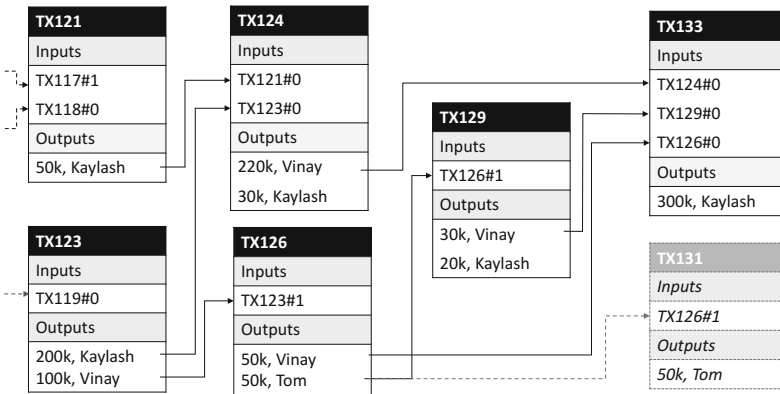 TX121
Inputs
TX117#1
TX118#0
Outputs
50k, Kaylash
TX124
Inputs
TX121#0
TX123#0
Outputs
220k, Vinay
30k, Kaylash
TX129
Inputs
TX126#1
Outputs
30k, Vinay
20k, Kaylash
TX133
Inputs
TX124#0
TX129#0
TX126#0
Outputs
300k, Kaylash
TX123
Inputs
TX119#0
Outputs
200k, Kaylash
100k, Vinay
TX126
Inputs
TX123#1
Outputs
50k, Vinay
50k, Tom
TX131
Inputs
TX126#1
Outputs
50k, Tom